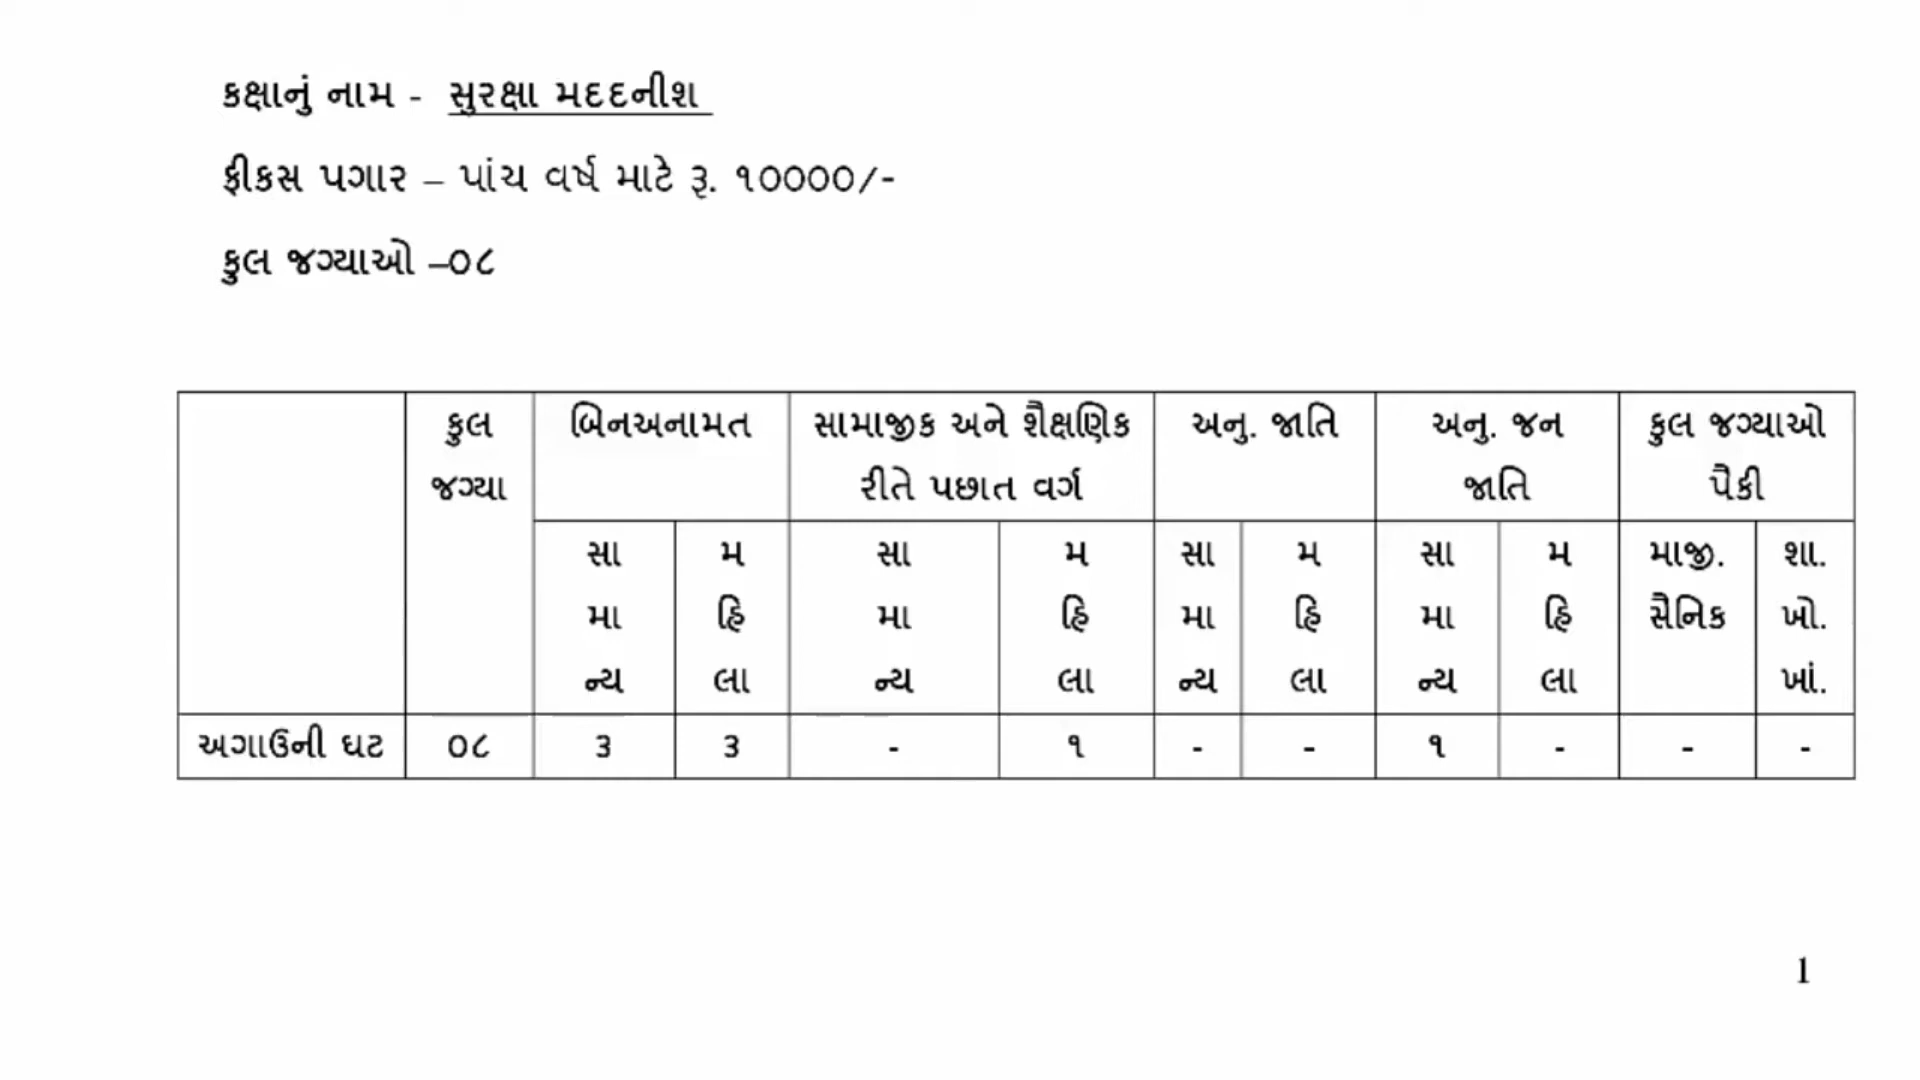 કક્ષાનું નામ - સુરક્ષા મદદનીશ
ફીકસ પગાર – પાંચ વર્ષ માટે રૂ. ૧૦૦૦૦/-
કુલ જગ્યાઓ –૦૮
કુલ જગ્યા બિનઅનામત સામાજીક અને શૈક્ષણિક રીતે પછાત વર્ગ અનુ. જાતિ અનુ. જન જાતિ કુલ જગ્યાઓ પૈકી
સામાન્ય મહિલા સામાન્ય મહિલા સામાન્ય મહિલા સામાન્ય મહિલા માજી. સૈનિક શા. ખો. ખાં.
અગાઉની ઘટ ૦૮ ૩ ૩ - ૧ - - ૧ - - -
1